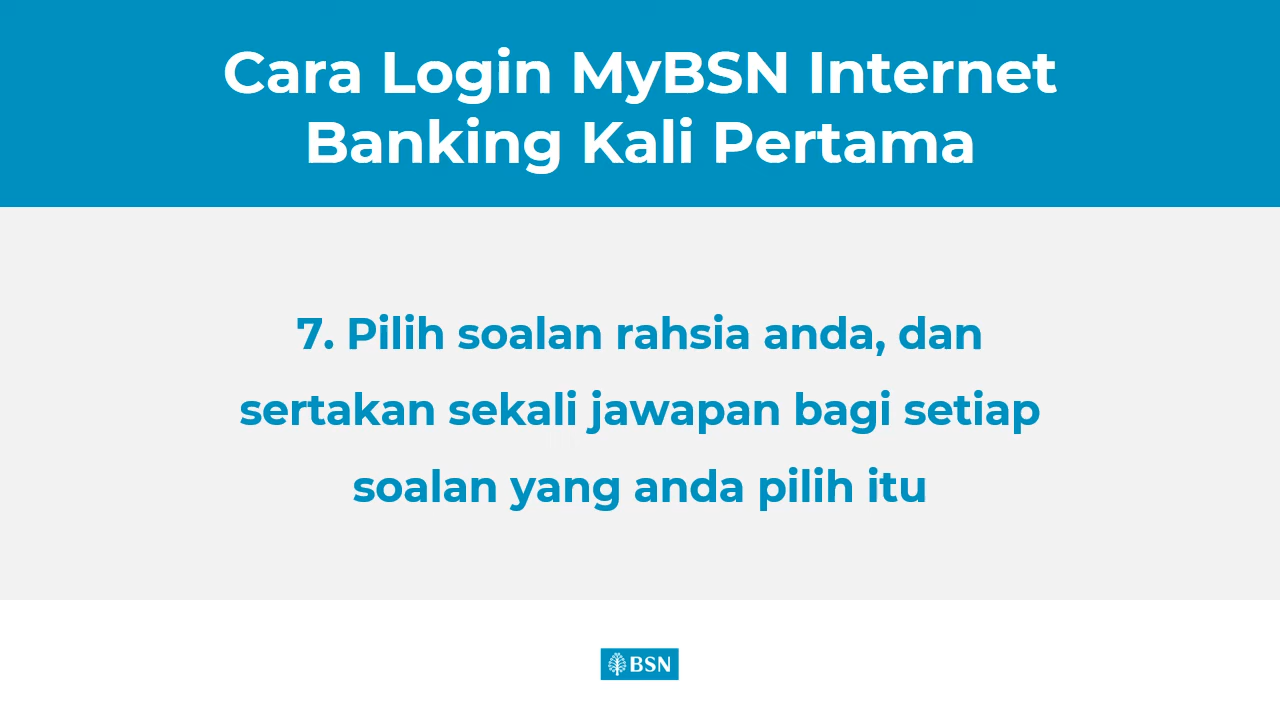 Cara Login MyBSN Internet
Banking Kali Pertama
7. Pilih soalan rahsia anda, dan
sertakan sekali jawapan bagi setiap
soalan yang anda pilih itu
BSN